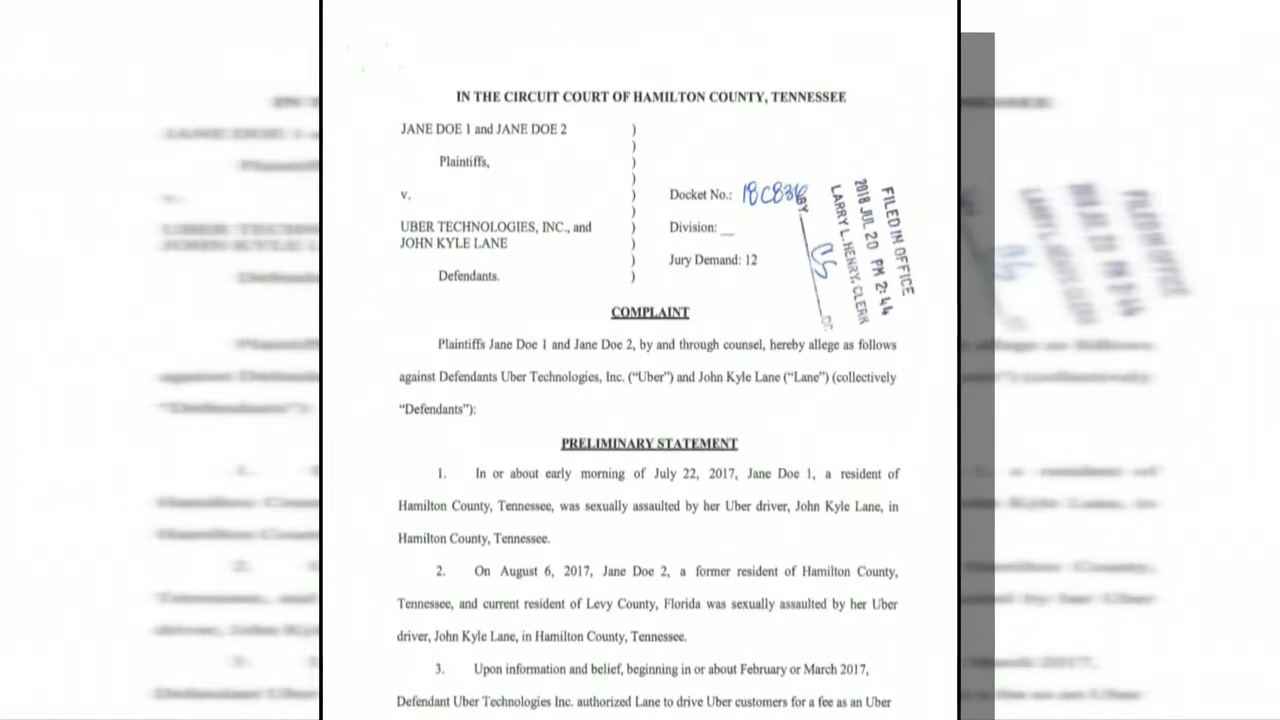 IN THE CIRCUIT COURT OF HAMILTON COUNTY, TENNESSEE
JANE DOE 1 and JANE DOE 2
Plaintiffs,
v.
UBER TECHNOLOGIES, INC., and
JOHN KYLE LANE
Defendants.
)
)
)
)
)
)
)
)
)
)
Docket No.: 18C836
Division: __
Jury Demand: 12
FILED IN OFFICE
2018 JUL 20 PM 2:44
LARRY L. HENRY, CLERK
BY CS DC
COMPLAINT
Plaintiffs Jane Doe 1 and Jane Doe 2, by and through counsel, hereby allege as follows
against Defendants Uber Technologies, Inc. (“Uber”) and John Kyle Lane (“Lane”) (collectively
“Defendants”):
PRELIMINARY STATEMENT
1. In or about early morning of July 22, 2017, Jane Doe 1, a resident of
Hamilton County, Tennessee, was sexually assaulted by her Uber driver, John Kyle Lane, in
Hamilton County, Tennessee.
2. On August 6, 2017, Jane Doe 2, a former resident of Hamilton County,
Tennessee, and current resident of Levy County, Florida was sexually assaulted by her Uber
driver, John Kyle Lane, in Hamilton County, Tennessee.
3. Upon information and belief, beginning in or about February or March 2017,
Defendant Uber Technologies Inc. authorized Lane to drive Uber customers for a fee as an Uber